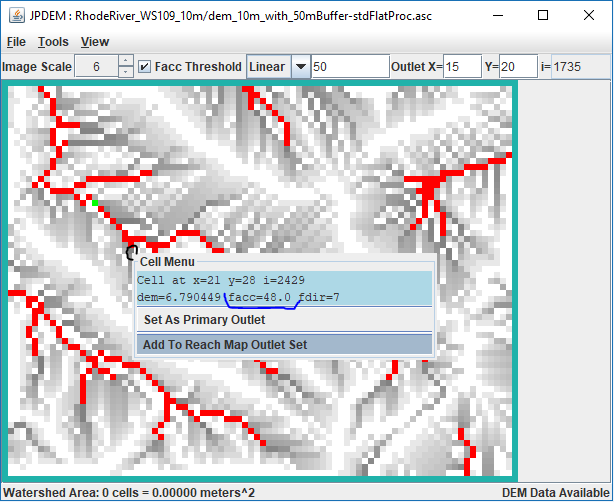 JPDEM : RhodeRiver_WS109_10m/dem_10m_with_50mBuffer-stdFlatProc.asc
File Tools View
Image Scale 6 Facc Threshold Linear 50 Outlet X= 15 Y= 20 i= 1735
Cell Menu
Cell at x=21 y=28 i=2429
dem=6.790449 facc=48.0 fdir=7
Set As Primary Outlet
Add To Reach Map Outlet Set
Watershed Area: 0 cells = 0.00000 meters^2 DEM Data Available